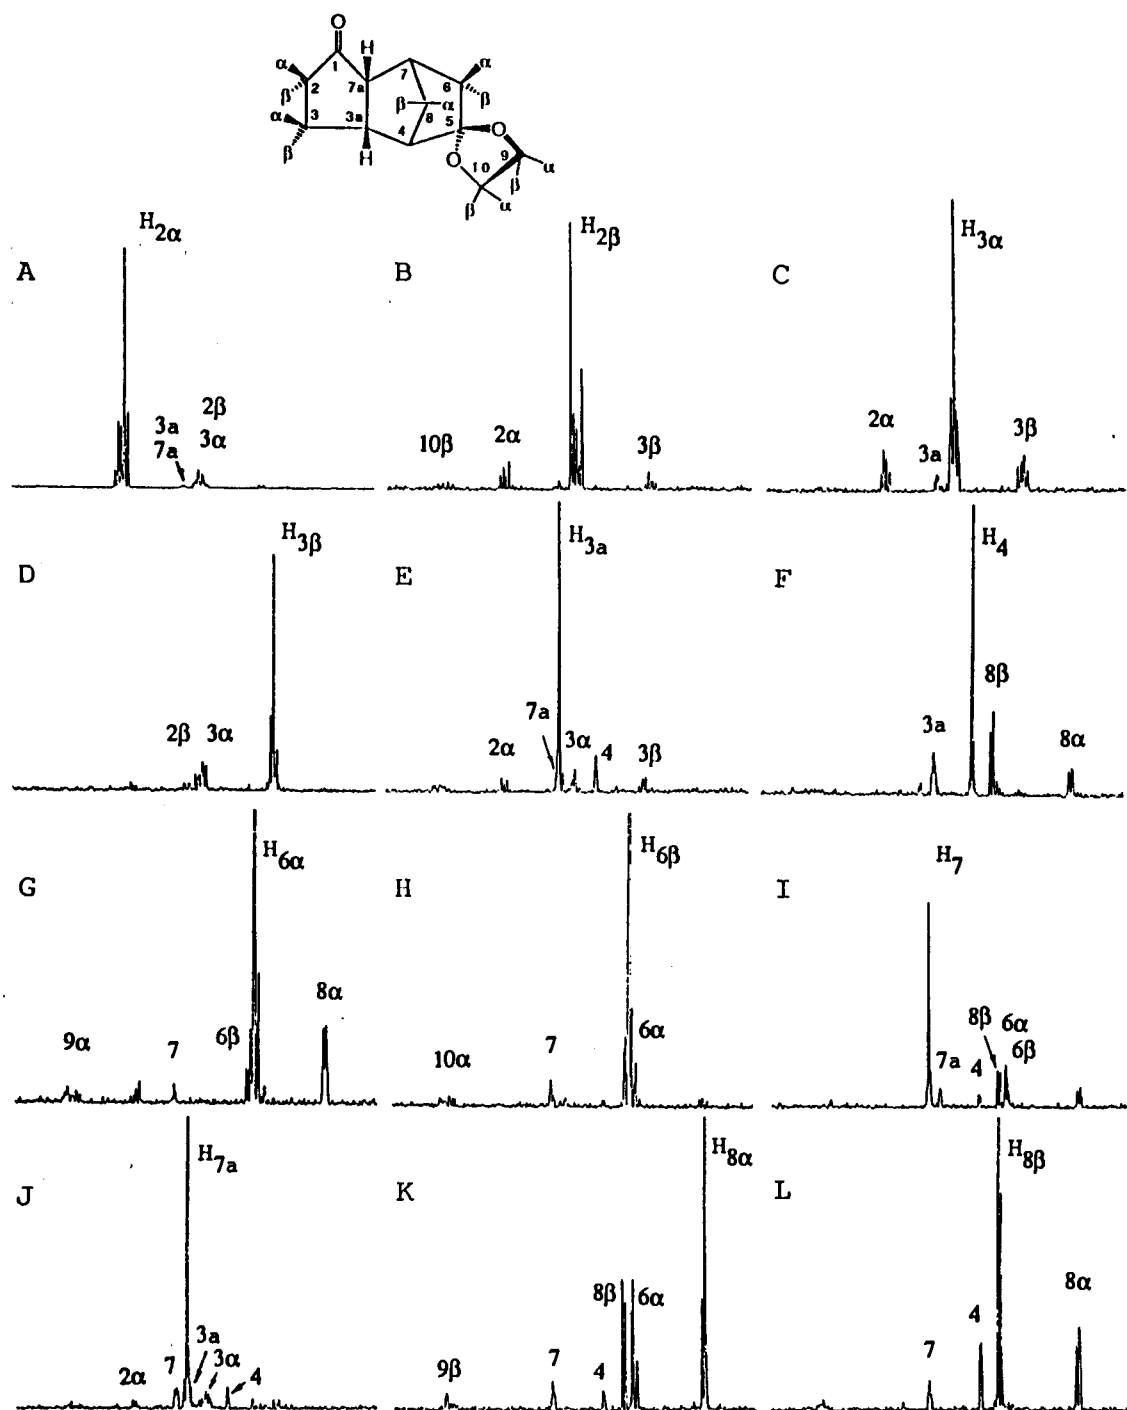 O
H
α
1
7
α
2
7a
6
β
β
α
β
α
8
3
3a
5
O
4
β
O
9
H
10
α
β
β
α
A
H2α
3a
7a
2β
3α
B
H2β
10β
2α
3β
C
H3α
2α
3a
3β
D
H3β
2β
3α
E
H3a
7a
2α
3α
4
3β
F
H4
3a
8β
8α
G
H6α
9α
7
6β
8α
H
H6β
10α
7
6α
I
H7
7a
4
8β
6α
6β
J
H7a
2α
7
3a
3α
4
K
H8α
9β
7
4
8β
6α
L
H8β
7
4
8α